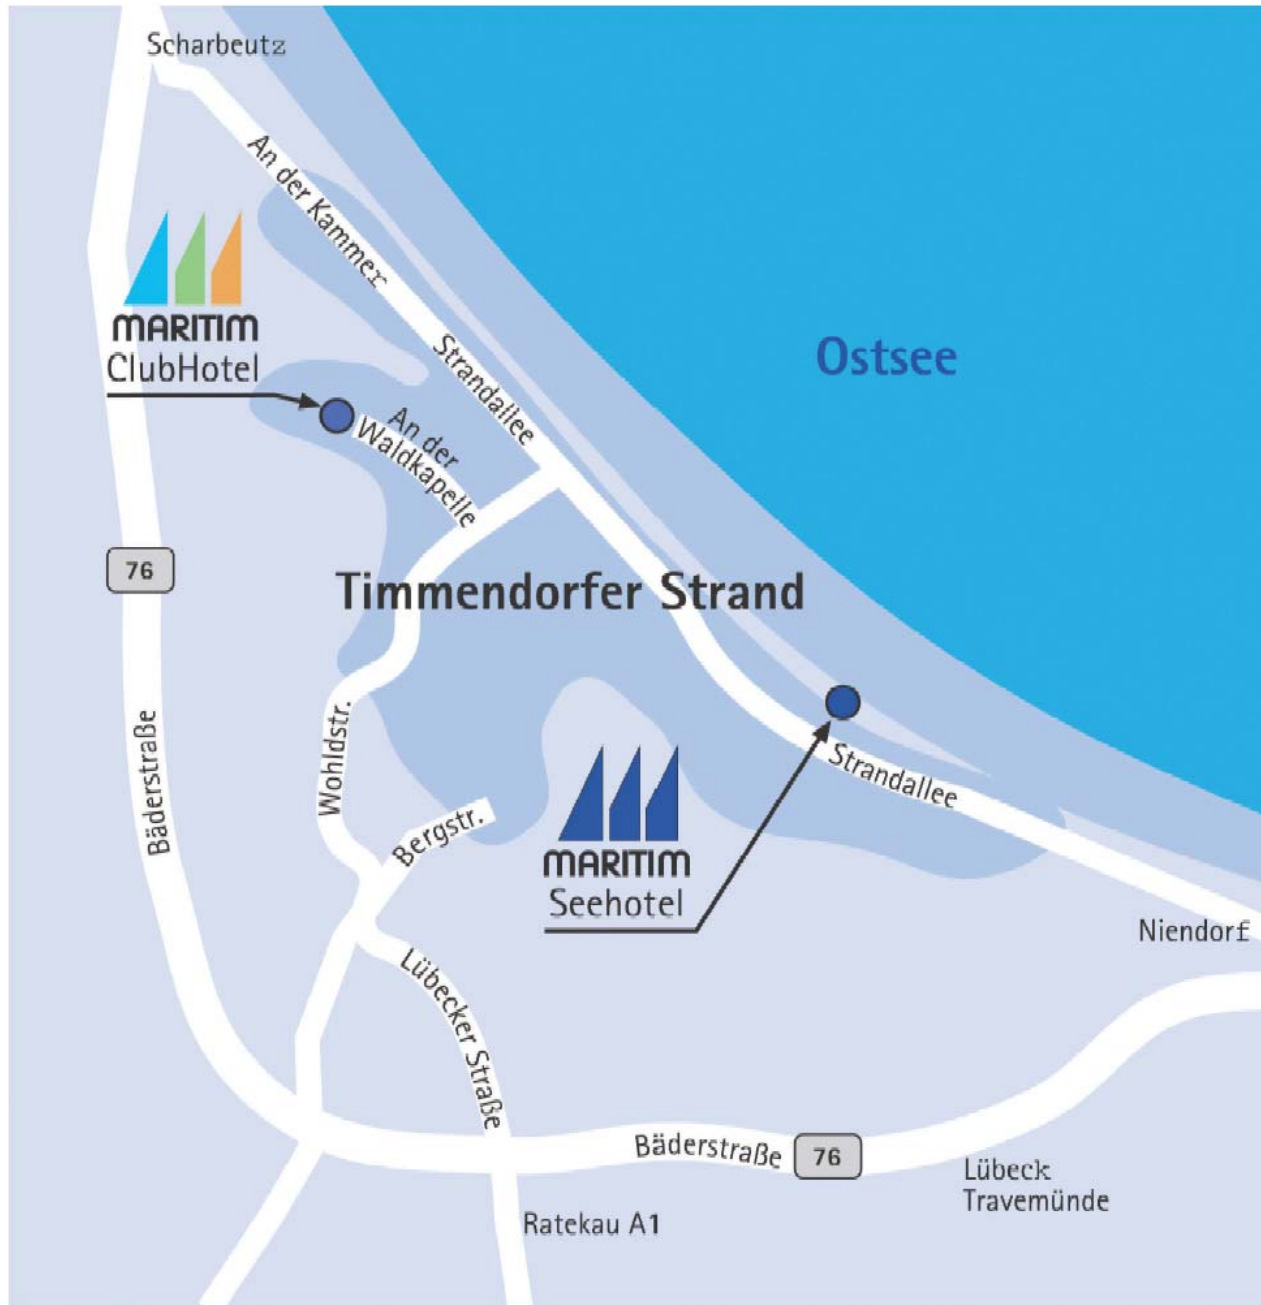 Scharbeutz
An der Kammer
MARITIM
ClubHotel
Strandallee
Ostsee
An der
Waldkapelle
76
Timmendorfer Strand
Wohldstr.
Bäderstraße
Strandallee
Bergstr.
MARITIM
Seehotel
Niendorf
Lübecker Straße
Bäderstraße
76
Lübeck
Travemünde
Ratekau A1